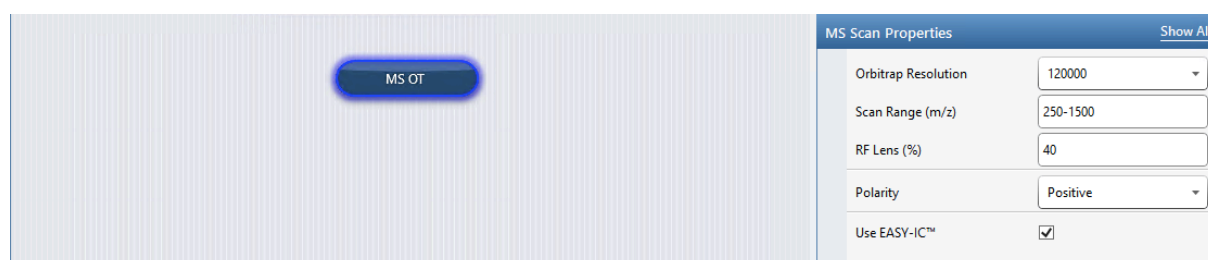 MS OT
MS Scan Properties Show Al
Orbitrap Resolution 120000
Scan Range (m/z) 250-1500
RF Lens (%) 40
Polarity Positive
Use EASY-IC™